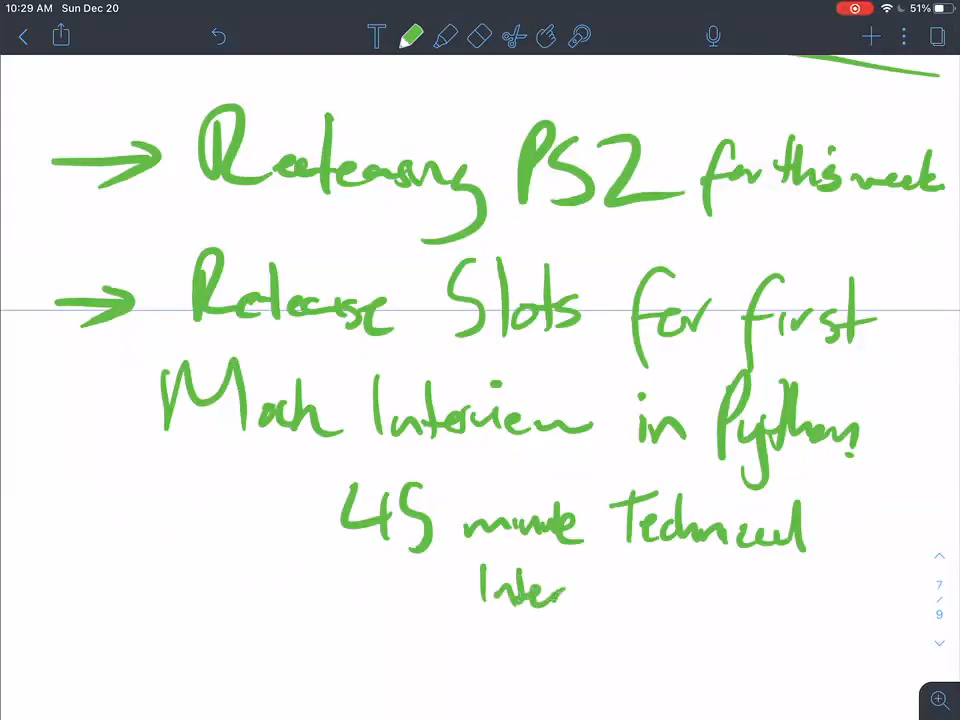 10:29 AM Sun Dec 20 51%
→ Releasing PS2 for this week
→ Release Slots for first
Mock Interview in Python!
45 minute Technical
Inter
7
/
9